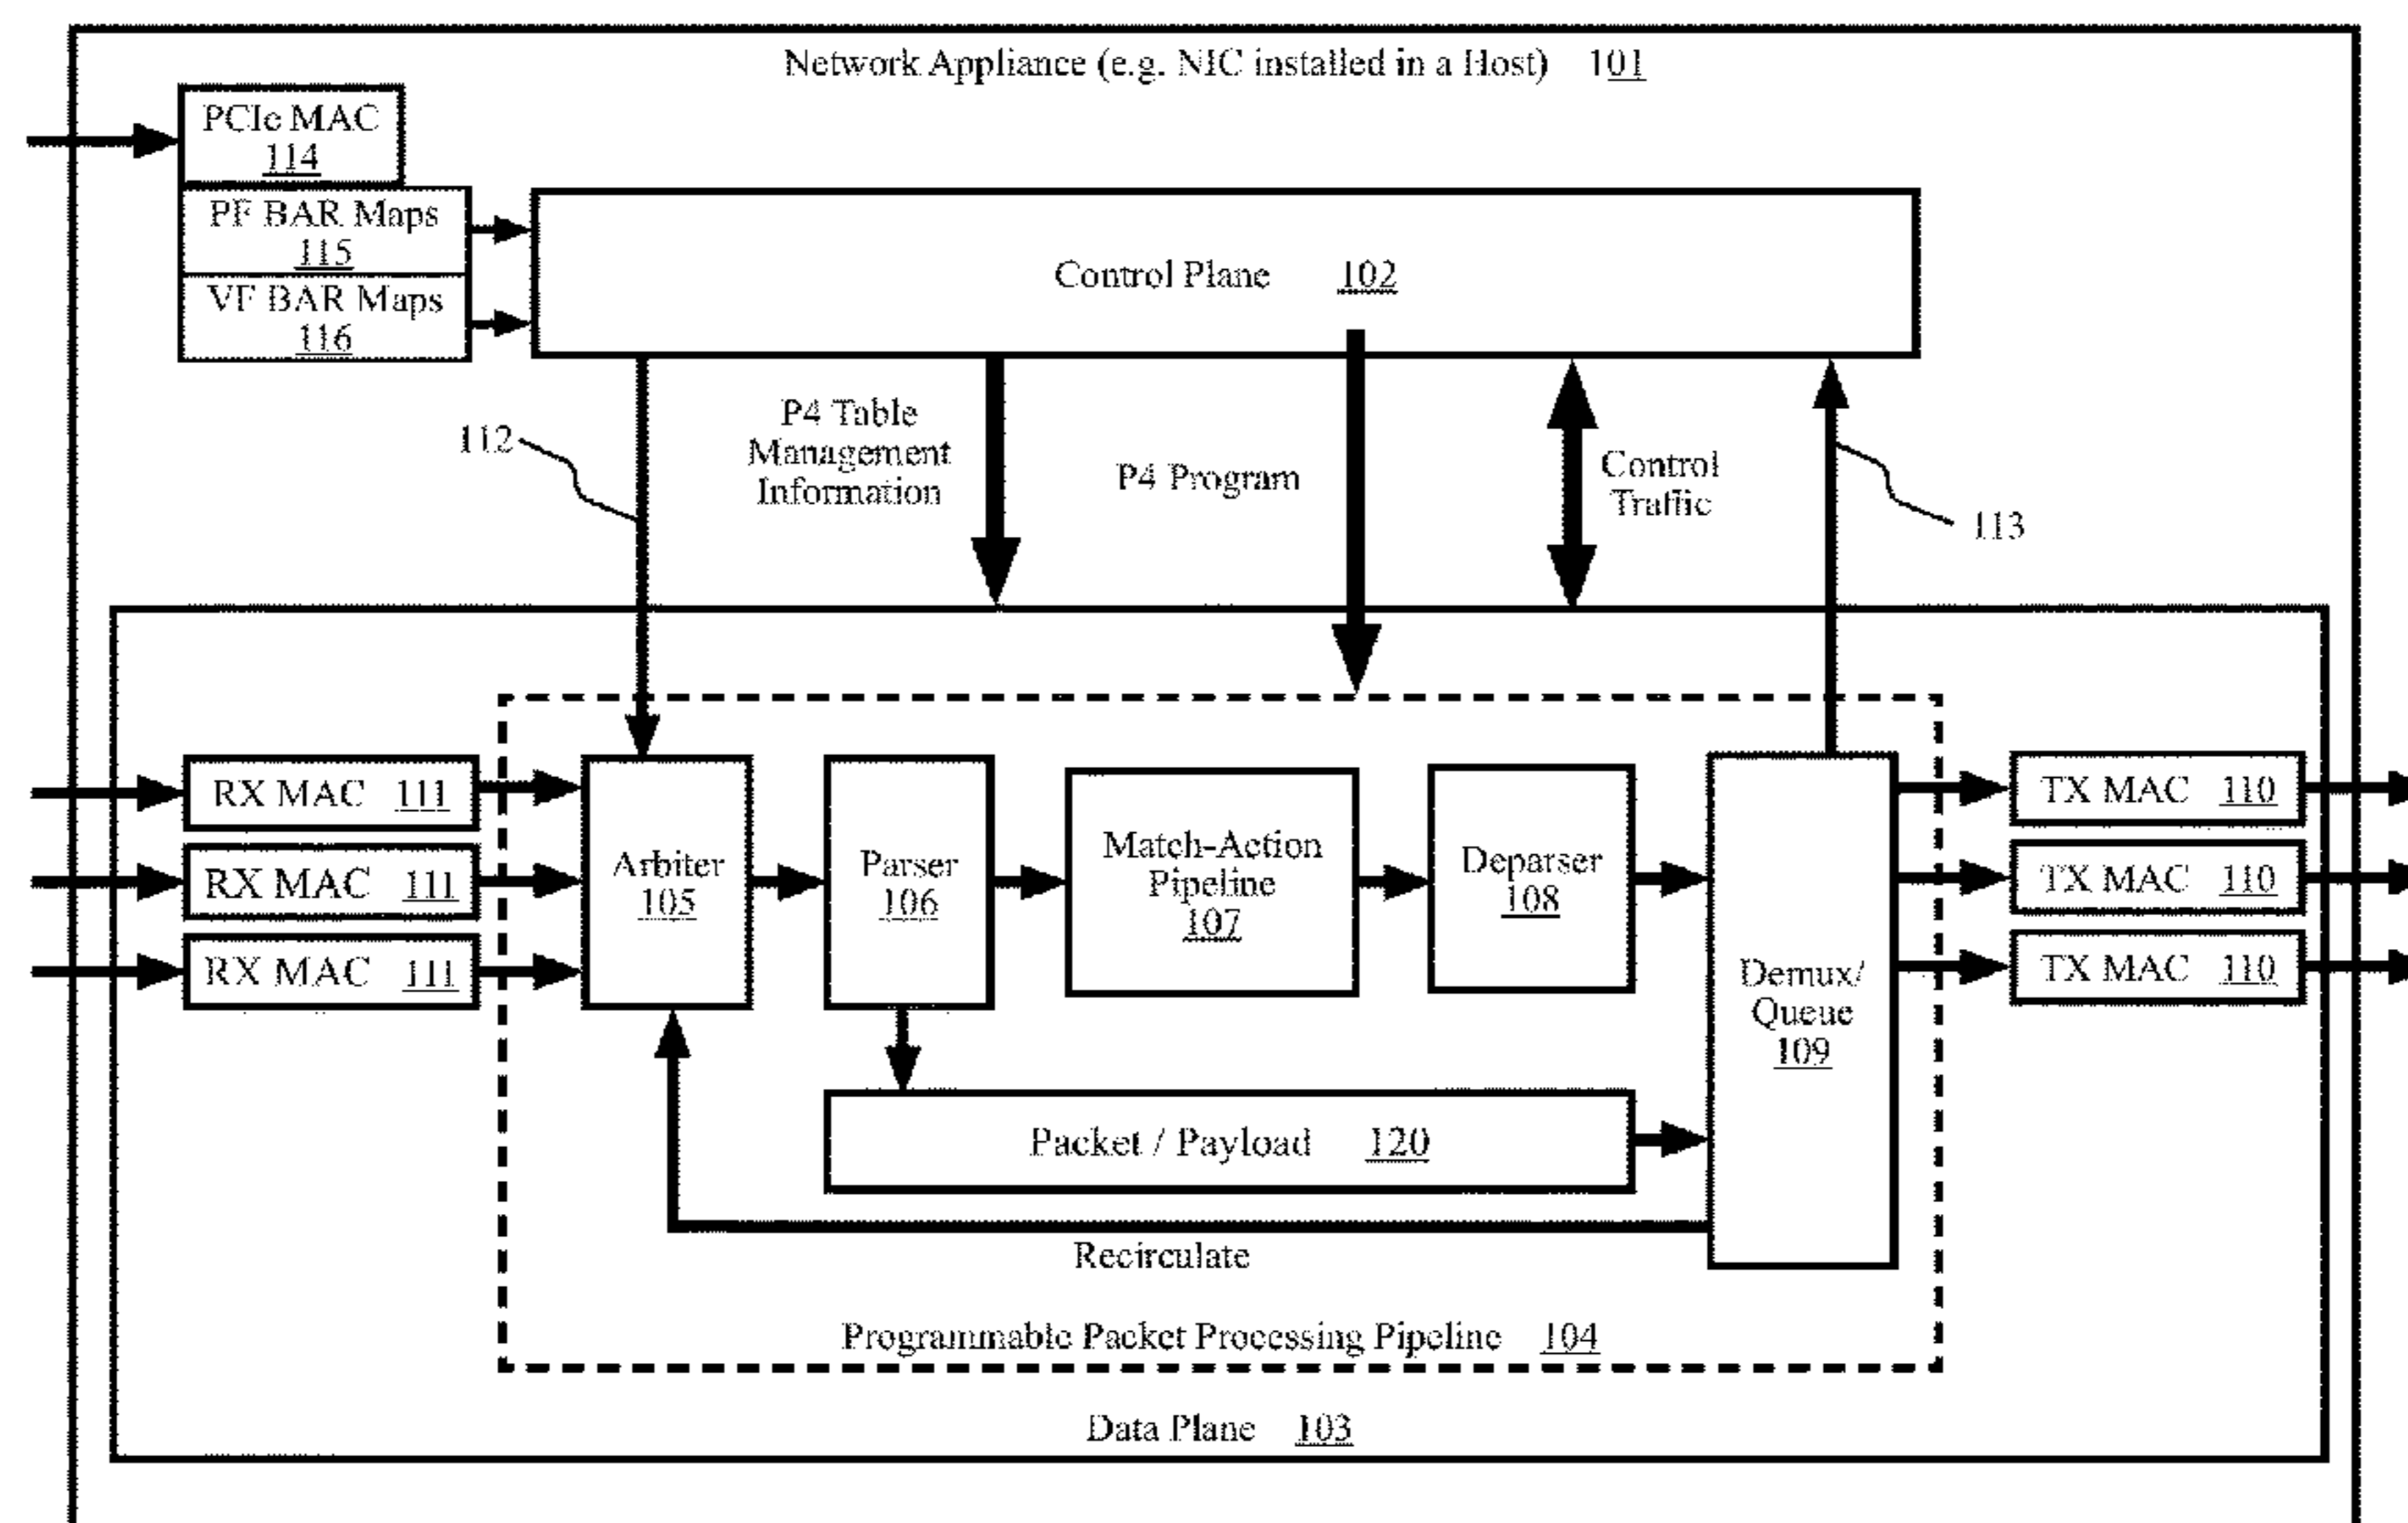 Network Appliance (e.g. NIC installed in a Host) 101
PCIe MAC
114
PF BAR Maps
115
VF BAR Maps
116
Control Plane 102
112
P4 Table
Management
Information
P4 Program
Control
Traffic
113
RX MAC 111
RX MAC 111
RX MAC 111
Arbiter
105
Parser
106
Match-Action
Pipeline
107
Deparser
108
Demux/
Queue
109
TX MAC 110
TX MAC 110
TX MAC 110
Packet / Payload 120
Recirculate
Programmable Packet Processing Pipeline 104
Data Plane 103